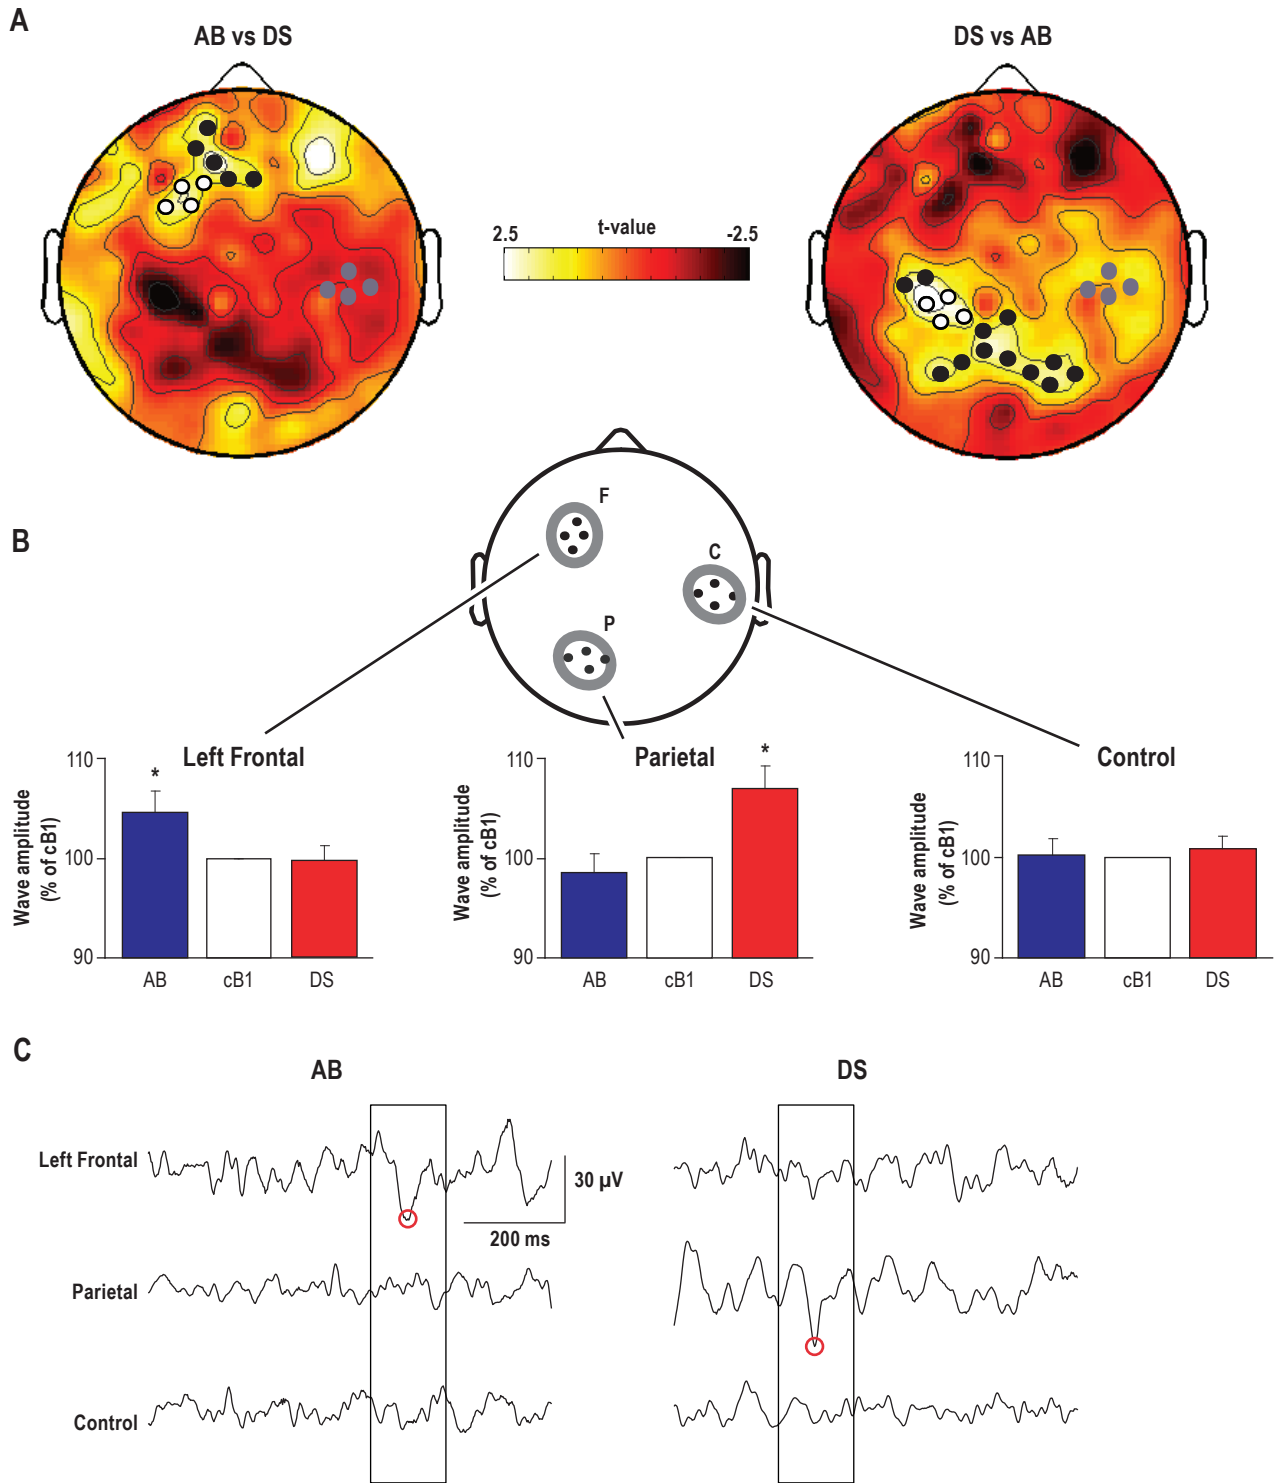 A
AB vs DS
DS vs AB
2.5
t-value
-2.5
B
F
C
P
Left Frontal
Parietal
Control
Wave amplitude
(% of cB1)
110
100
90
*
AB
cB1
DS
Wave amplitude
(% of cB1)
110
100
90
*
AB
cB1
DS
Wave amplitude
(% of cB1)
110
100
90
AB
cB1
DS
C
AB
DS
Left Frontal
30 µV
200 ms
Parietal
Control